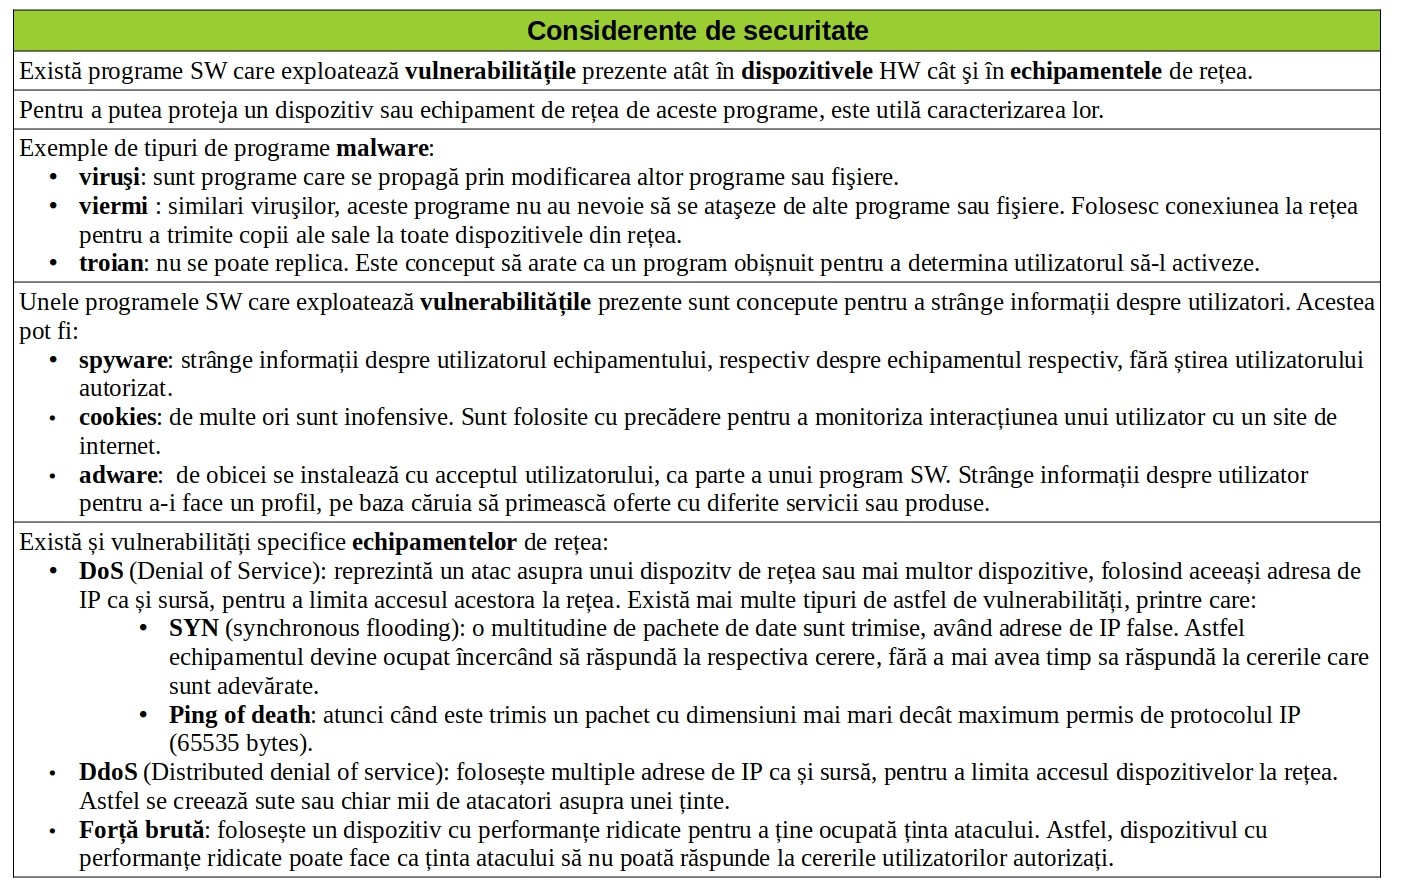 Considerente de securitate
Există programe SW care exploatează vulnerabilitățile prezente atât în dispozitivele HW cât şi în echipamentele de rețea.
Pentru a putea proteja un dispozitiv sau echipament de rețea de aceste programe, este utilă caracterizarea lor.
Exemple de tipuri de programe malware:
• viruşi: sunt programe care se propagă prin modificarea altor programe sau fişiere.
• viermi : similari viruşilor, aceste programe nu au nevoie să se ataşeze de alte programe sau fişiere. Folosesc conexiunea la rețea
pentru a trimite copii ale sale la toate dispozitivele din rețea.
• troian: nu se poate replica. Este conceput să arate ca un program obișnuit pentru a determina utilizatorul să-l activeze.
Unele programele SW care exploatează vulnerabilitățile prezente sunt concepute pentru a strânge informații despre utilizatori. Acestea
pot fi:
• spyware: strânge informații despre utilizatorul echipamentului, respectiv despre echipamentul respectiv, fără știrea utilizatorului
autorizat.
• cookies: de multe ori sunt inofensive. Sunt folosite cu precădere pentru a monitoriza interacțiunea unui utilizator cu un site de
internet.
• adware:  de obicei se instalează cu acceptul utilizatorului, ca parte a unui program SW. Strânge informații despre utilizator
pentru a-i face un profil, pe baza căruia să primească oferte cu diferite servicii sau produse.
Există și vulnerabilități specifice echipamentelor de rețea:
• DoS (Denial of Service): reprezintă un atac asupra unui dispozitv de rețea sau mai multor dispozitive, folosind aceeași adresa de
IP ca și sursă, pentru a limita accesul acestora la rețea. Există mai multe tipuri de astfel de vulnerabilități, printre care:
• SYN (synchronous flooding): o multitudine de pachete de date sunt trimise, având adrese de IP false. Astfel
echipamentul devine ocupat încercând să răspundă la respectiva cerere, fără a mai avea timp sa răspundă la cererile care
sunt adevărate.
• Ping of death: atunci când este trimis un pachet cu dimensiuni mai mari decât maximum permis de protocolul IP
(65535 bytes).
• DdoS (Distributed denial of service): folosește multiple adrese de IP ca și sursă, pentru a limita accesul dispozitivelor la rețea.
Astfel se creează sute sau chiar mii de atacatori asupra unei ținte.
• Forță brută: folosește un dispozitiv cu performanțe ridicate pentru a ține ocupată ținta atacului. Astfel, dispozitivul cu
performanțe ridicate poate face ca ținta atacului să nu poată răspunde la cererile utilizatorilor autorizați.